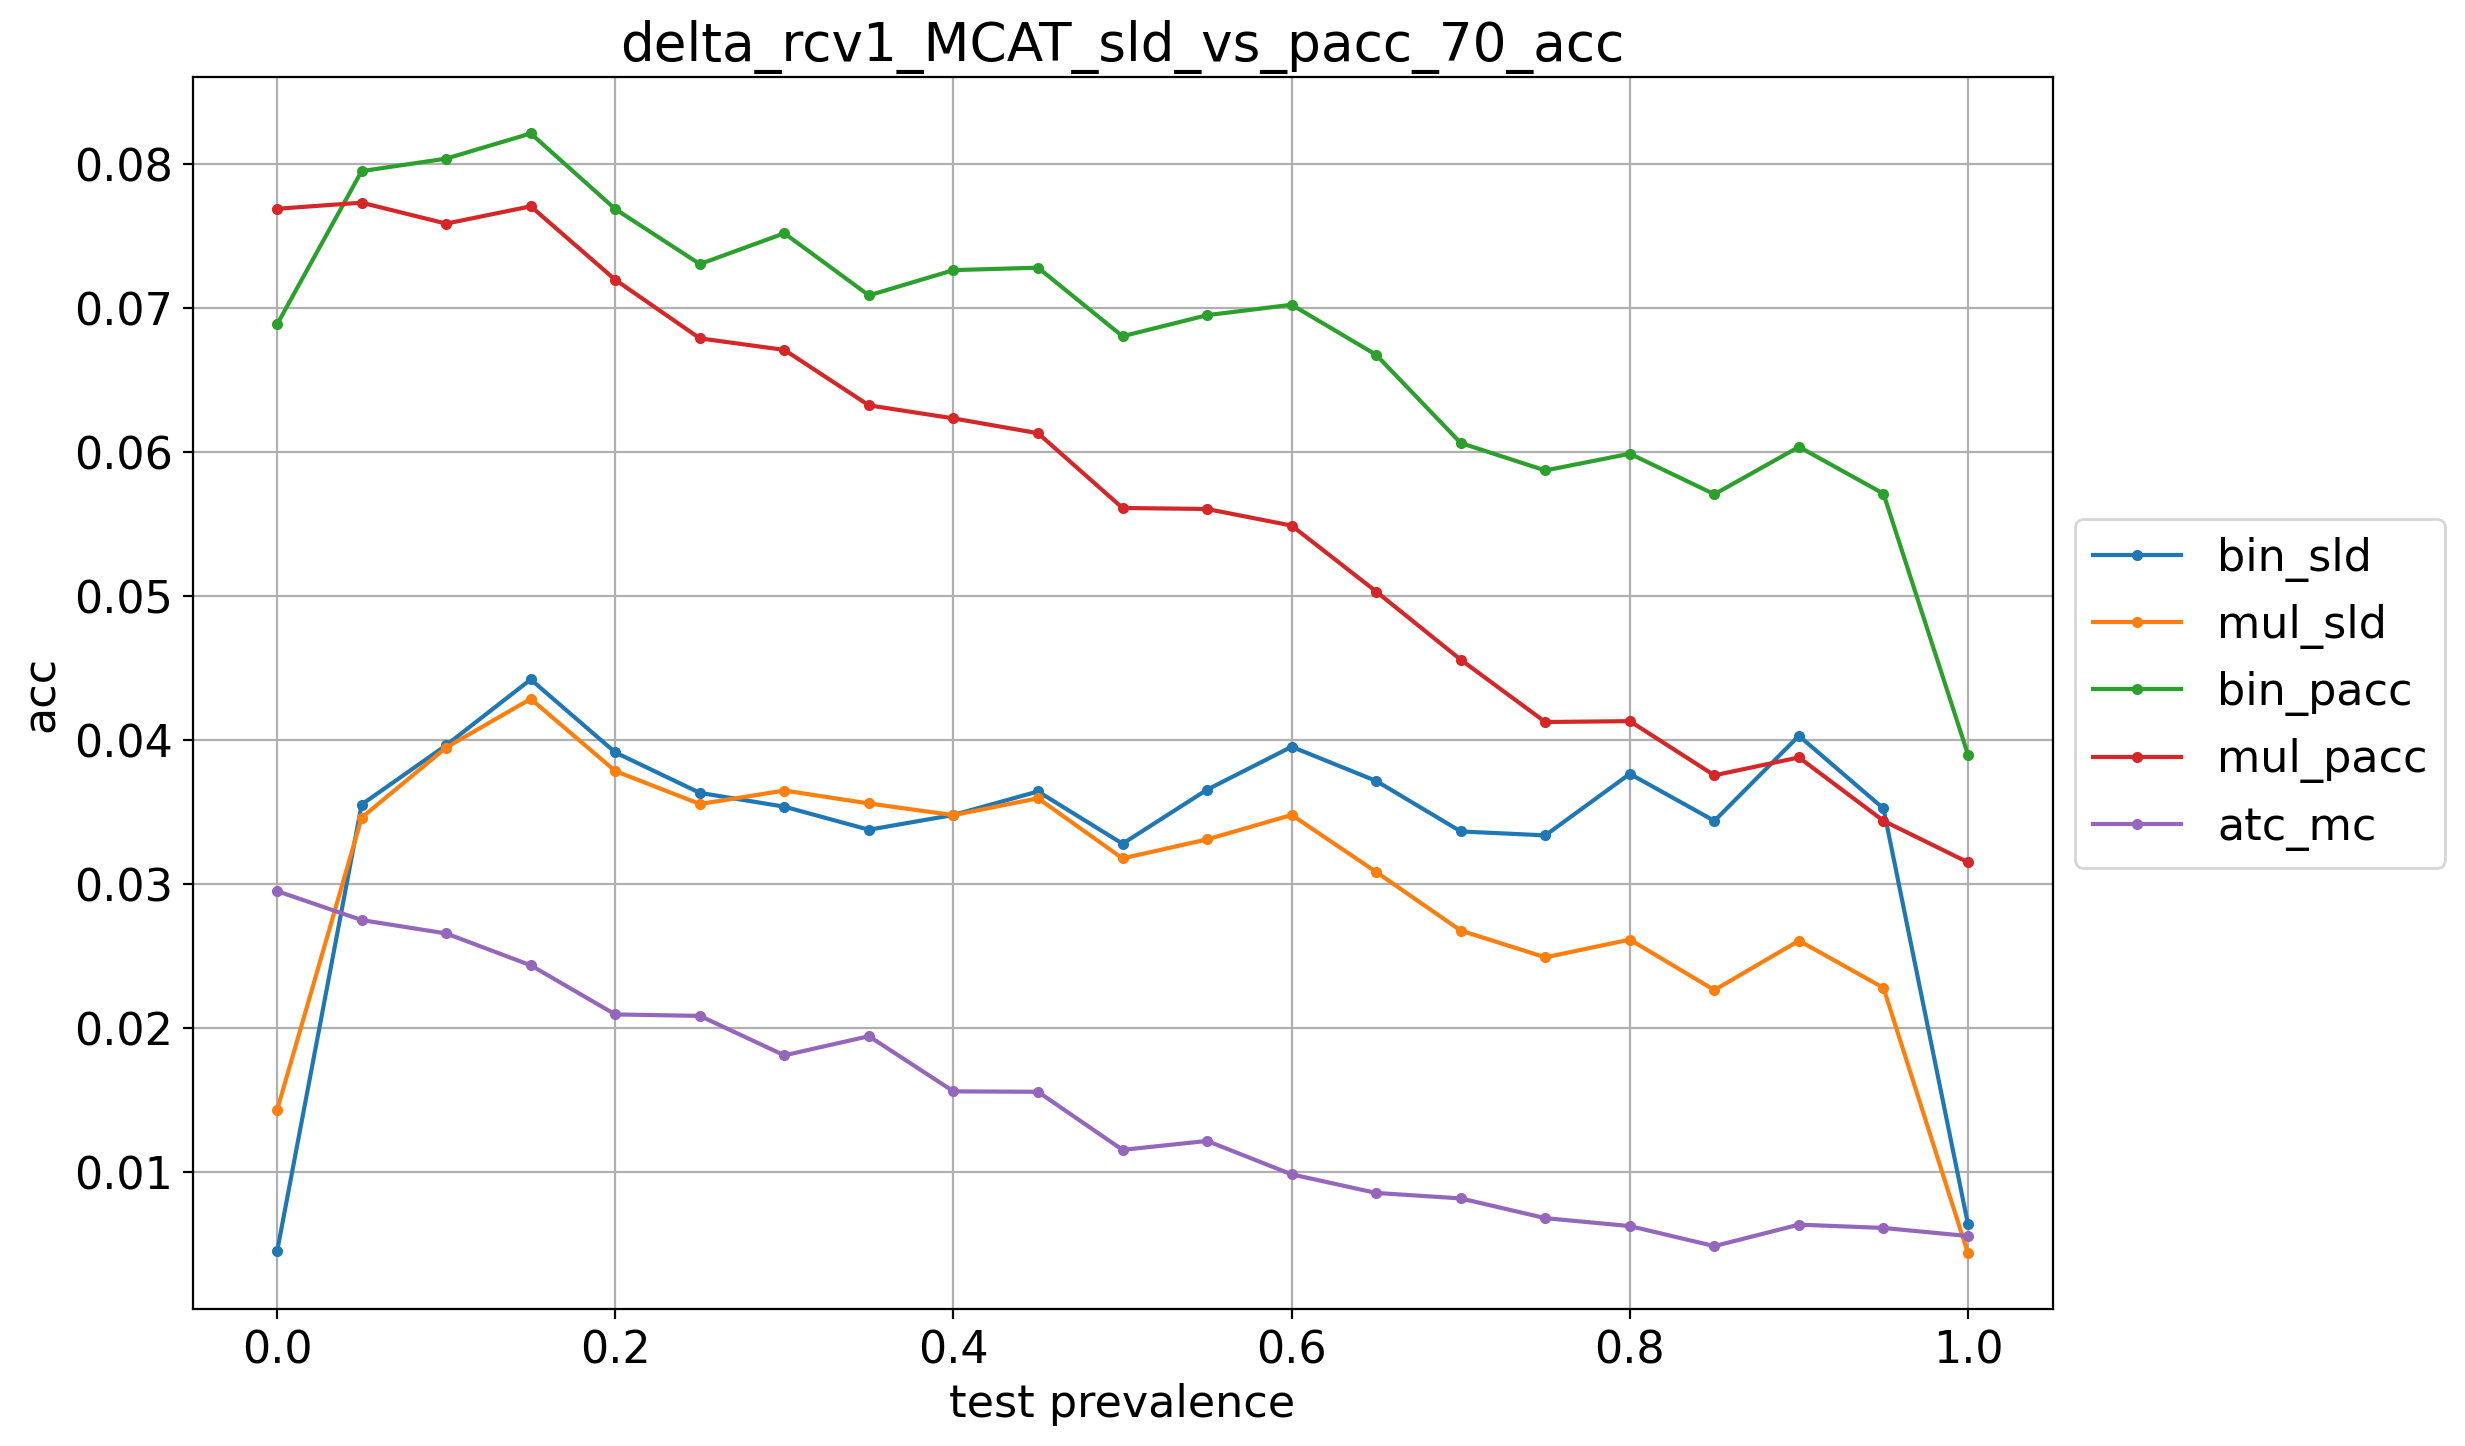 delta_rcv1_MCAT_sld_vs_pacc_70_acc
0.08
0.07
0.06
0.05
0.04
0.03
0.02
0.01
acc
0.0 0.2 0.4 0.6 0.8 1.0
test prevalence
bin_sld
mul_sld
bin_pacc
mul_pacc
atc_mc